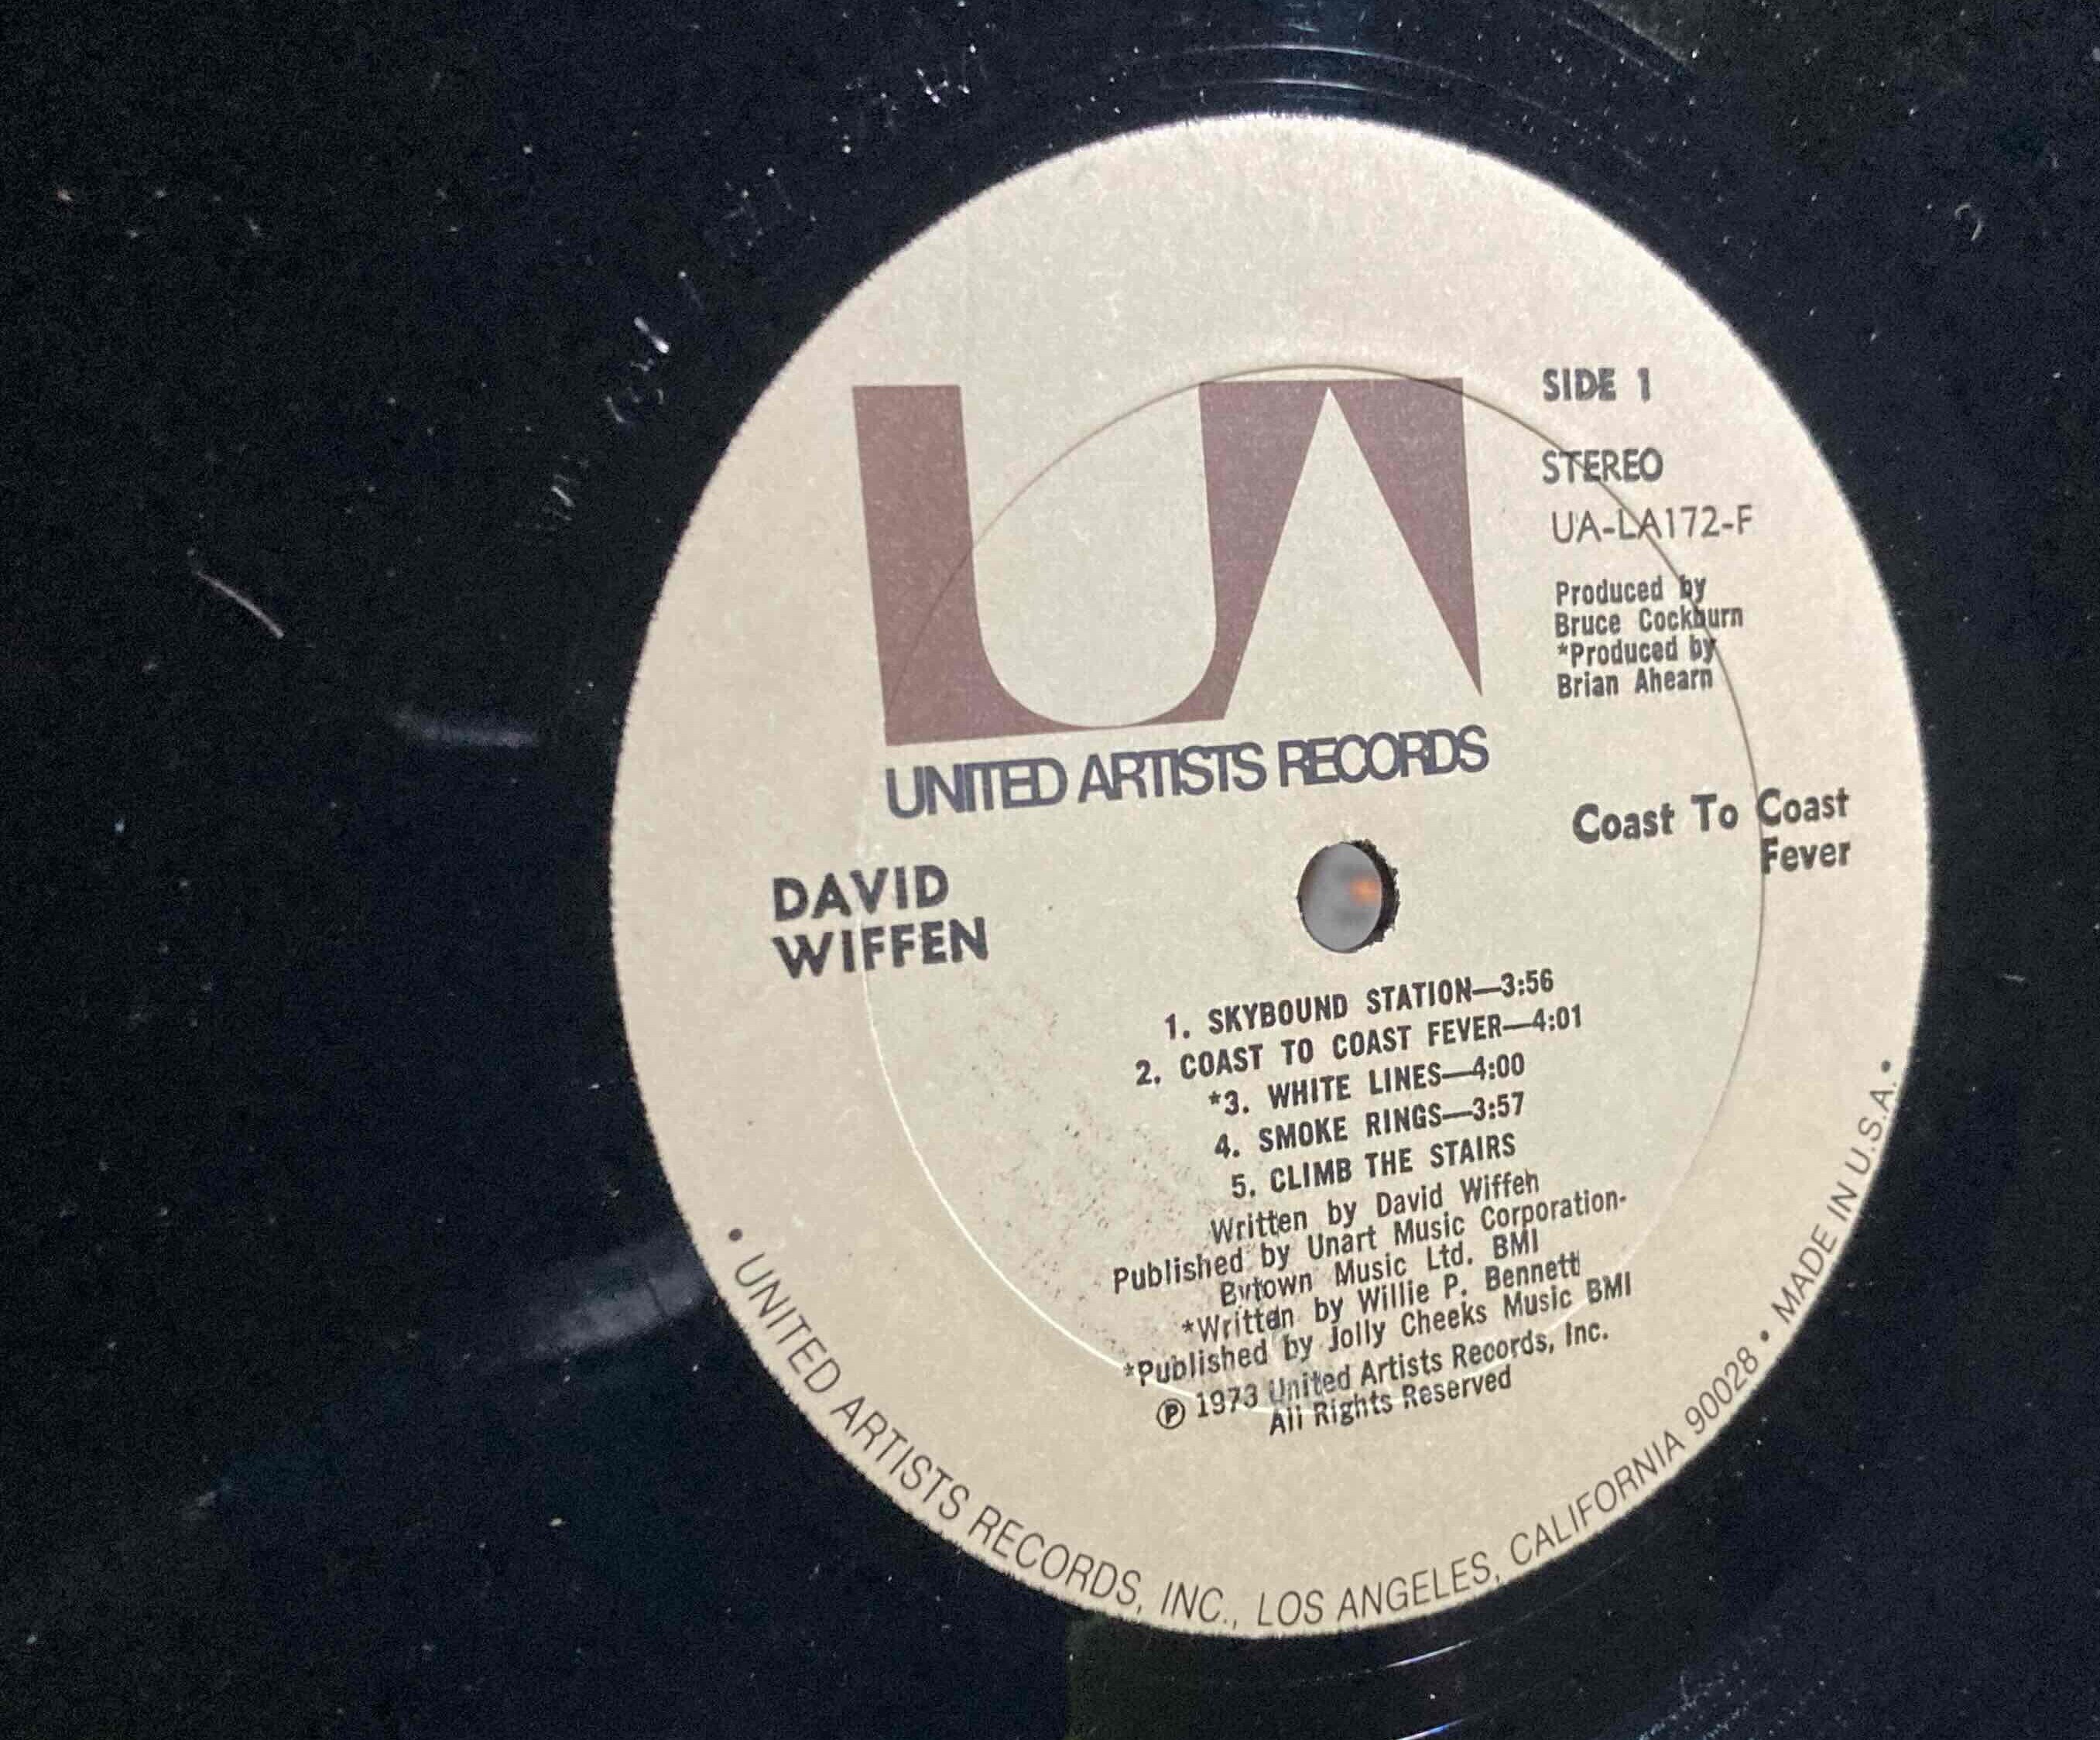 UA
UNITED ARTISTS RECORDS
SIDE 1
STEREO
UA-LA172-F
Produced by
Bruce Cockburn
*Produced by
Brian Ahearn
Coast To Coast
Fever
DAVID
WIFFEN
1. SKYBOUND STATION—3:56
2. COAST TO COAST FEVER—4:01
*3. WHITE LINES—4:00
4. SMOKE RINGS—3:57
5. CLIMB THE STAIRS
Written by David Wiffen
Published by Unart Music Corporation-
Bytown Music Ltd. BMI
*Written by Willie P. Bennett
*Published by Jolly Cheeks Music BMI
℗ 1973 United Artists Records, Inc.
All Rights Reserved
• UNITED ARTISTS RECORDS, INC., LOS ANGELES, CALIFORNIA 90028 • MADE IN U.S.A. •